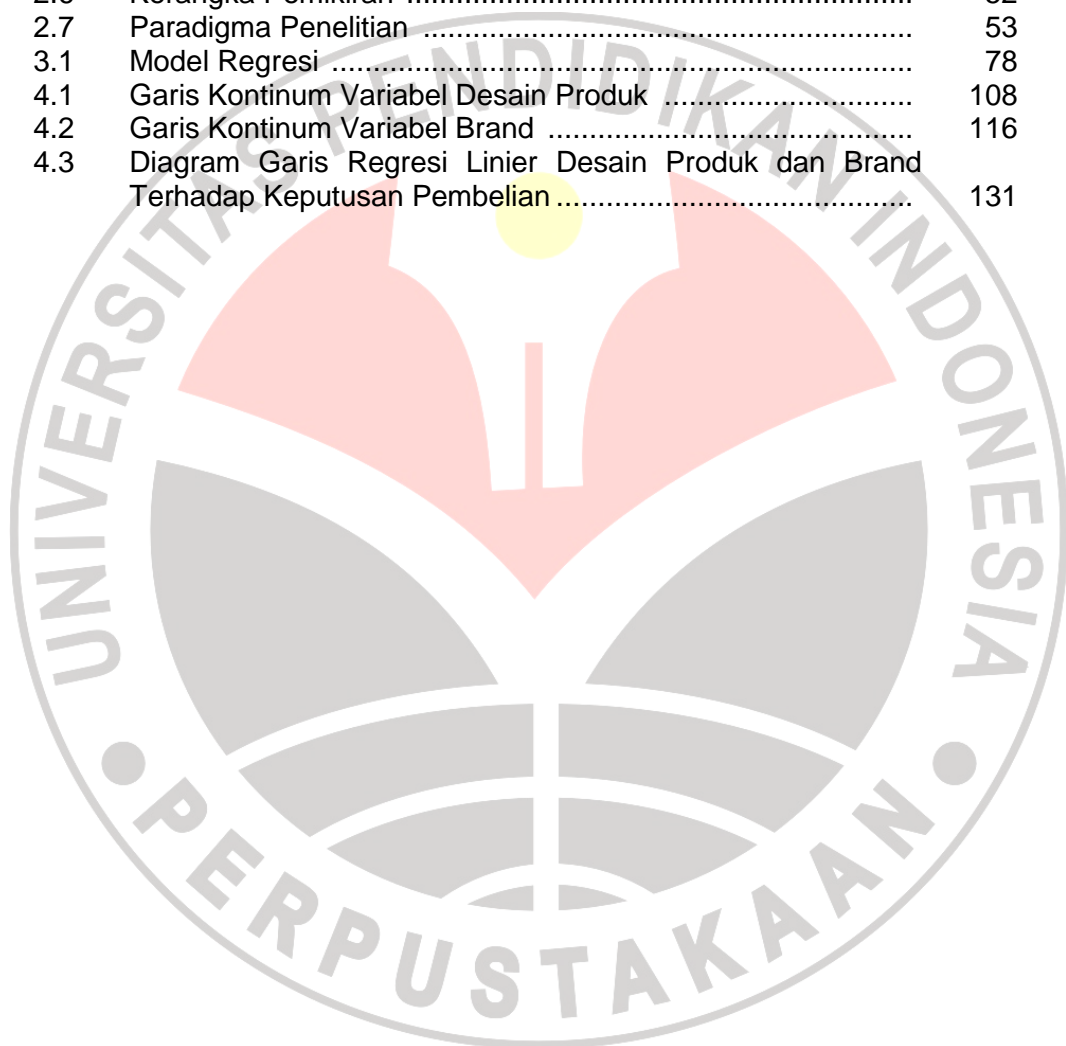 2.7 Paradigma Penelitian ............................................................ 53
3.1 Model Regresi ....................................................................... 78
4.1 Garis Kontinum Variabel Desain Produk .............................. 108
4.2 Garis Kontinum Variabel Brand ............................................ 116
4.3 Diagram Garis Regresi Linier Desain Produk dan Brand
Terhadap Keputusan Pembelian ........................................... 131
UNIVERSITAS PENDIDIKAN INDONESIA
PERPUSTAKAAN